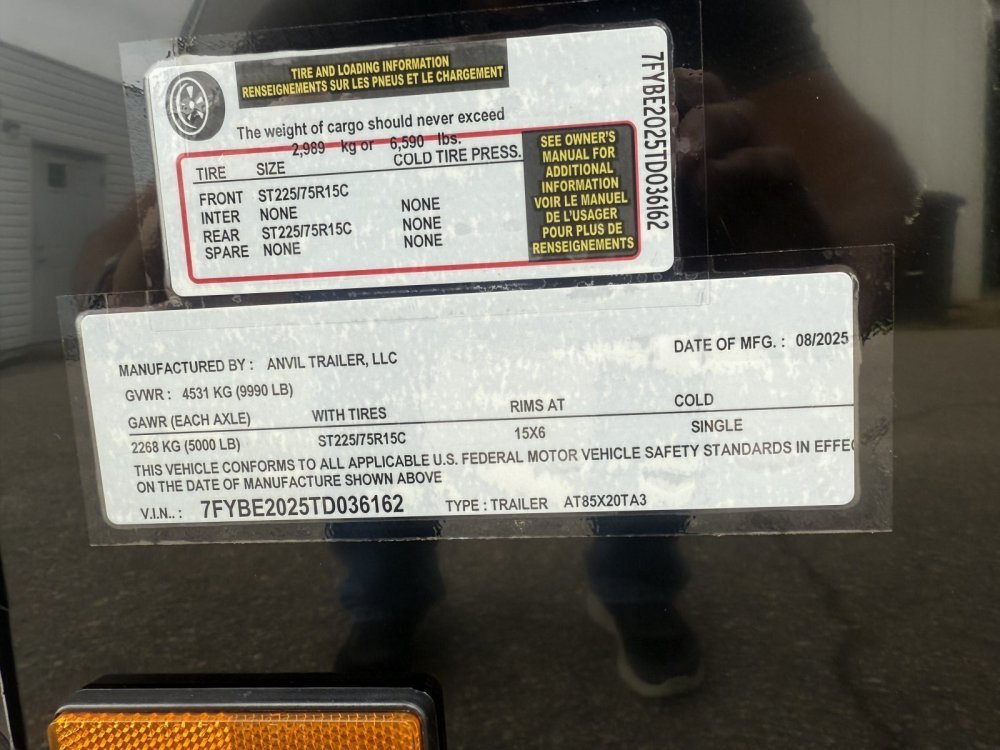 TIRE AND LOADING INFORMATION
RENSEIGNEMENTS SUR LES PNEUS ET LE CHARGEMENT
The weight of cargo should never exceed
2,989 kg or 6,590 lbs.
TIRE SIZE COLD TIRE PRESS.
FRONT ST225/75R15C NONE
INTER NONE
REAR ST225/75R15C NONE
SPARE NONE NONE
SEE OWNER'S
MANUAL FOR
ADDITIONAL
INFORMATION
VOIR LE MANUEL
DE L'USAGER
POUR PLUS DE
RENSEIGNEMENTS
7FYBE2025TD036162
MANUFACTURED BY : ANVIL TRAILER, LLC DATE OF MFG. : 08/2025
GVWR : 4531 KG (9990 LB)
GAWR (EACH AXLE) WITH TIRES RIMS AT COLD
2268 KG (5000 LB) ST225/75R15C 15X6 SINGLE
THIS VEHICLE CONFORMS TO ALL APPLICABLE U.S. FEDERAL MOTOR VEHICLE SAFETY STANDARDS IN EFFEC
ON THE DATE OF MANUFACTURE SHOWN ABOVE
V.I.N.. : 7FYBE2025TD036162 TYPE : TRAILER AT85X20TA3